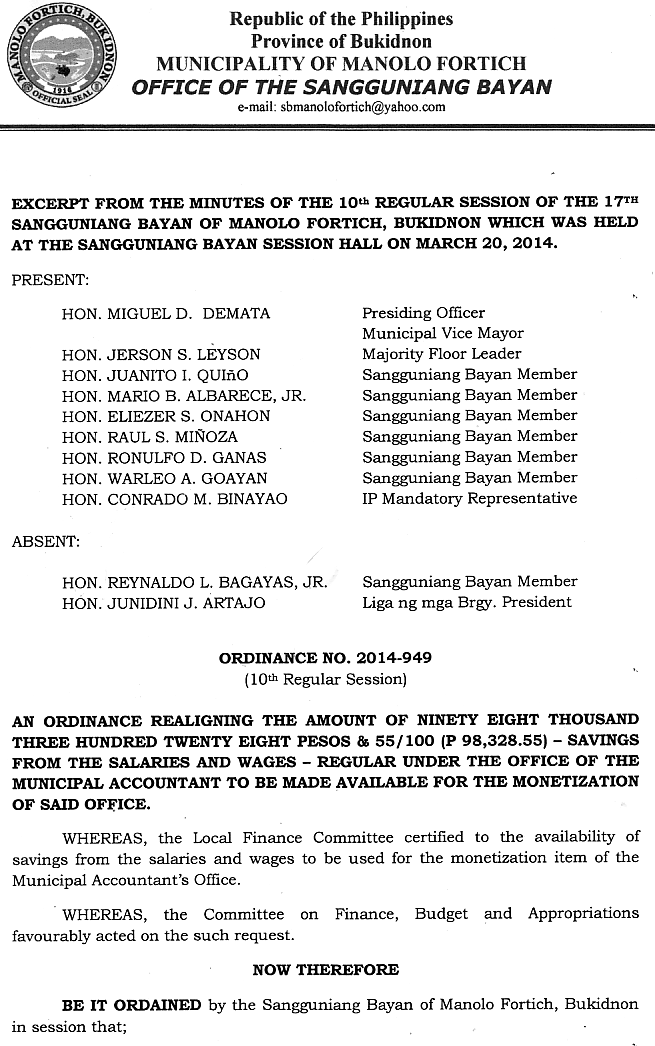 MANOLO FORTICH, BUKIDNON
1916
OFFICIAL SEAL
Republic of the Philippines
Province of Bukidnon
MUNICIPALITY OF MANOLO FORTICH
OFFICE OF THE SANGGUNIANG BAYAN
e-mail: sbmanolofortich@yahoo.com
EXCERPT FROM THE MINUTES OF THE 10th REGULAR SESSION OF THE 17TH
SANGGUNIANG BAYAN OF MANOLO FORTICH, BUKIDNON WHICH WAS HELD
AT THE SANGGUNIANG BAYAN SESSION HALL ON MARCH 20, 2014.
PRESENT:
HON. MIGUEL D. DEMATA Presiding Officer
Municipal Vice Mayor
HON. JERSON S. LEYSON Majority Floor Leader
HON. JUANITO I. QUIñO Sangguniang Bayan Member
HON. MARIO B. ALBARECE, JR. Sangguniang Bayan Member
HON. ELIEZER S. ONAHON Sangguniang Bayan Member
HON. RAUL S. MIÑOZA Sangguniang Bayan Member
HON. RONULFO D. GANAS Sangguniang Bayan Member
HON. WARLEO A. GOAYAN Sangguniang Bayan Member
HON. CONRADO M. BINAYAO IP Mandatory Representative
ABSENT:
HON. REYNALDO L. BAGAYAS, JR. Sangguniang Bayan Member
HON. JUNIDINI J. ARTAJO Liga ng mga Brgy. President
ORDINANCE NO. 2014-949
(10th Regular Session)
AN ORDINANCE REALIGNING THE AMOUNT OF NINETY EIGHT THOUSAND
THREE HUNDRED TWENTY EIGHT PESOS & 55/100 (P 98,328.55) – SAVINGS
FROM THE SALARIES AND WAGES – REGULAR UNDER THE OFFICE OF THE
MUNICIPAL ACCOUNTANT TO BE MADE AVAILABLE FOR THE MONETIZATION
OF SAID OFFICE.
WHEREAS, the Local Finance Committee certified to the availability of
savings from the salaries and wages to be used for the monetization item of the
Municipal Accountant's Office.
WHEREAS, the Committee on Finance, Budget and Appropriations
favourably acted on the such request.
NOW THEREFORE
BE IT ORDAINED by the Sangguniang Bayan of Manolo Fortich, Bukidnon
in session that;